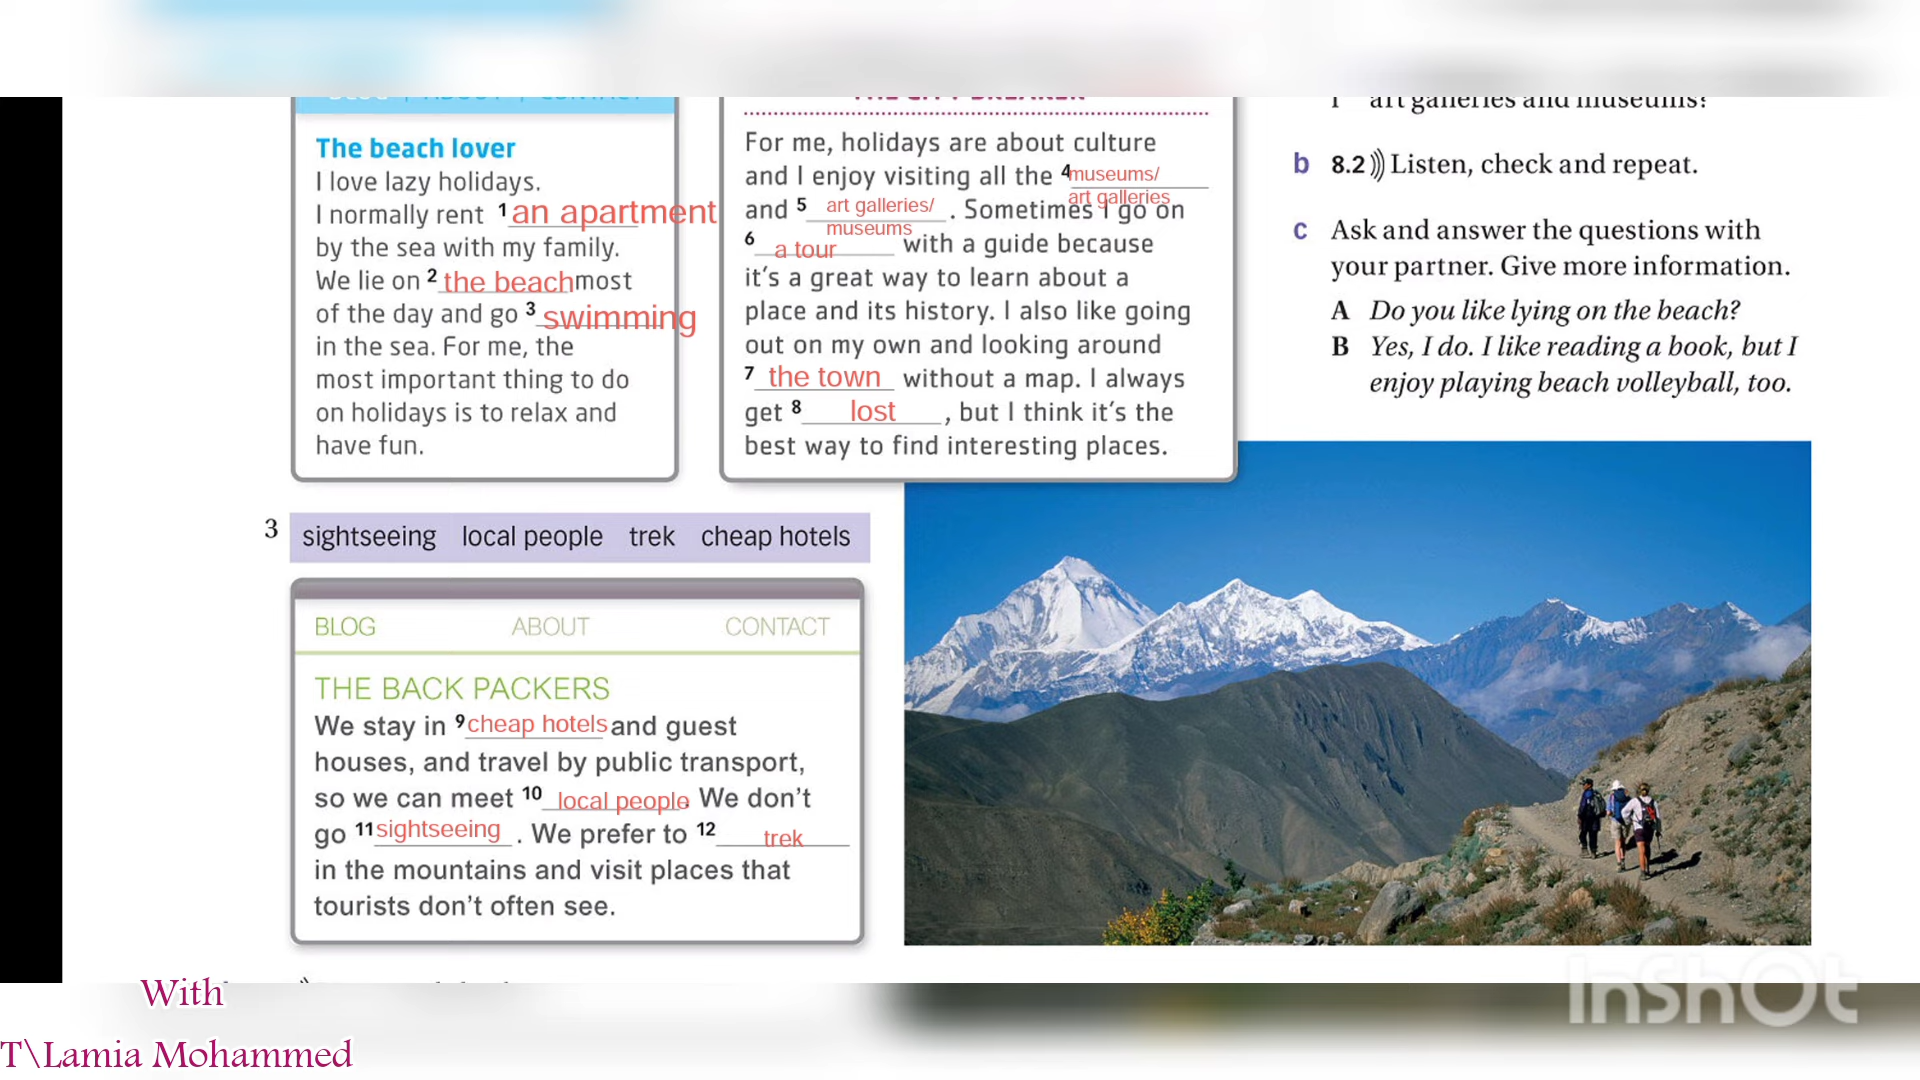 BLOG | ABOUT | CONTACT
The beach lover
I love lazy holidays.
I normally rent 1 an apartment
by the sea with my family.
We lie on 2 the beach most
of the day and go 3 swimming
in the sea. For me, the
most important thing to do
on holidays is to relax and
have fun.
THE CITY BREAKER
For me, holidays are about culture
and I enjoy visiting all the 4 museums/
art galleries
and 5 art galleries/ . Sometimes I go on
museums
6 a tour with a guide because
it's a great way to learn about a
place and its history. I also like going
out on my own and looking around
7 the town without a map. I always
get 8 lost , but I think it's the
best way to find interesting places.
3 sightseeing local people trek cheap hotels
BLOG ABOUT CONTACT
THE BACK PACKERS
We stay in 9 cheap hotels and guest
houses, and travel by public transport,
so we can meet 10 local people. We don't
go 11 sightseeing . We prefer to 12 trek
in the mountains and visit places that
tourists don't often see.
art galleries and museums?
b 8.2 Listen, check and repeat.
c Ask and answer the questions with
your partner. Give more information.
A Do you like lying on the beach?
B Yes, I do. I like reading a book, but I
enjoy playing beach volleyball, too.
With
T\Lamia Mohammed
InShOt